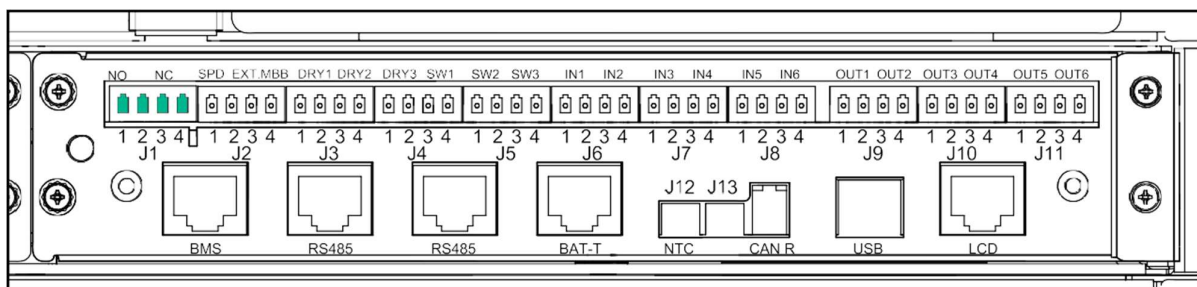 NO NC SPD EXT.MBB DRY1 DRY2 DRY3 SW1 SW2 SW3 IN1 IN2 IN3 IN4 IN5 IN6 OUT1 OUT2 OUT3 OUT4 OUT5 OUT6
1 2 3 4 1 2 3 4 1 2 3 4 1 2 3 4 1 2 3 4 1 2 3 4 1 2 3 4 1 2 3 4 1 2 3 4 1 2 3 4 1 2 3 4
J1 J2 J3 J4 J5 J6 J7 J8 J9 J10 J11
J12 J13
BMS RS485 RS485 BAT-T NTC CAN R USB LCD